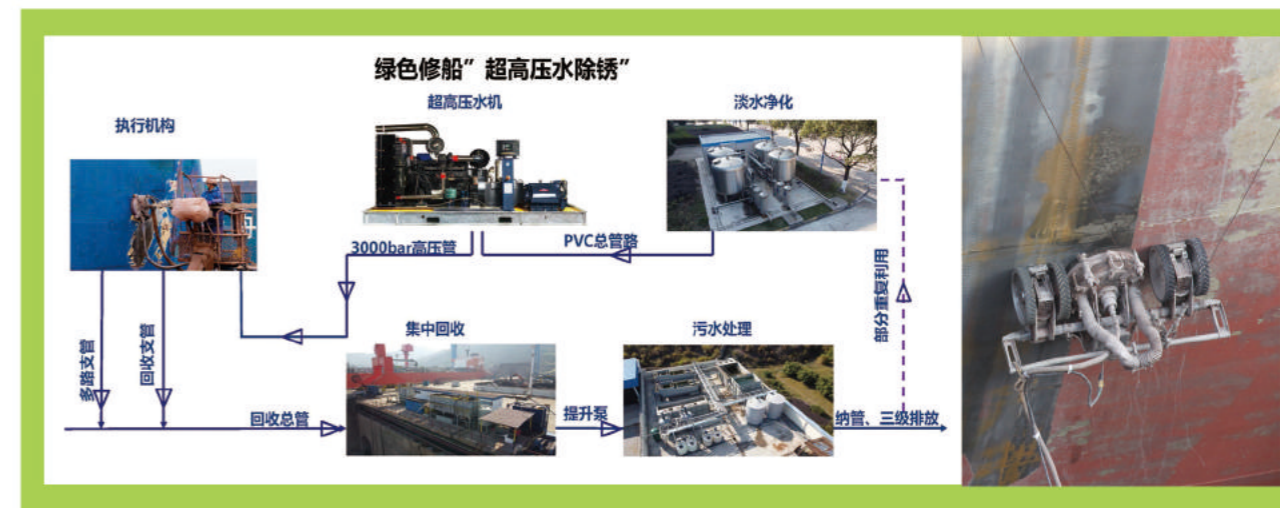 绿色修船”超高压水除锈”
执行机构
超高压水机
淡水净化
3000bar高压管
PVC总管路
部分重复利用
多路支管
回收支管
集中回收
污水处理
回收总管
提升泵
纳管、三级排放